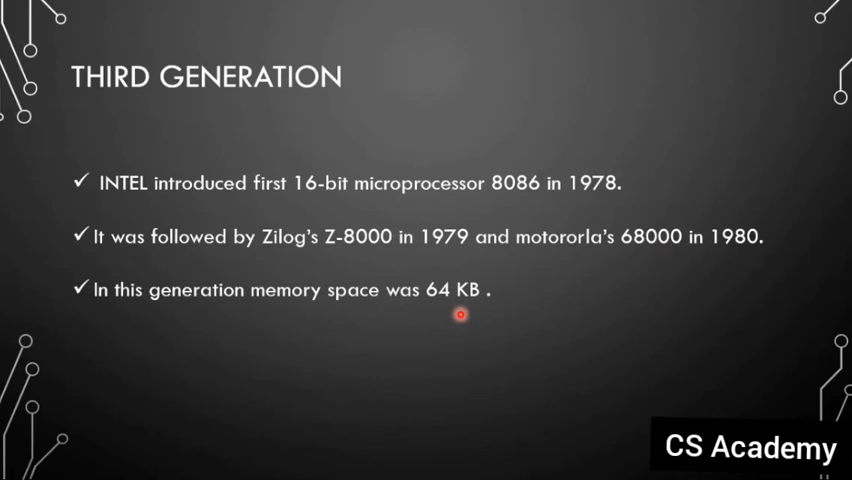 THIRD GENERATION
✓ INTEL introduced first 16-bit microprocessor 8086 in 1978.
✓ It was followed by Zilog's Z-8000 in 1979 and motororla's 68000 in 1980.
✓ In this generation memory space was 64 KB .
CS Academy